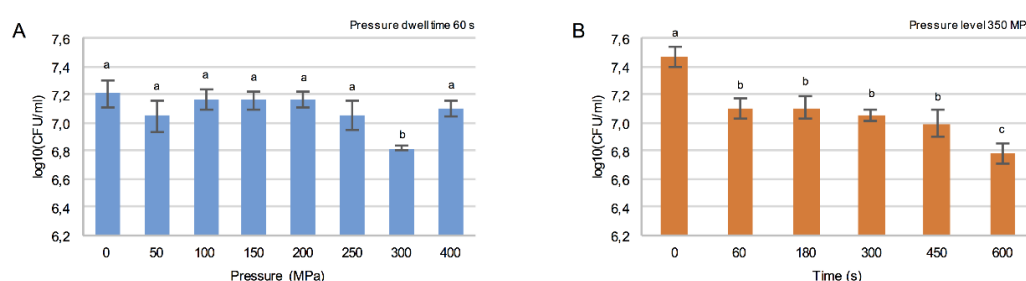 A
Pressure dwell time 60 s
7,6
7,4
7,2
7,0
6,8
6,6
6,4
6,2
log10(CFU/ml)
a a a a a a b a
0 50 100 150 200 250 300 400
Pressure (MPa)
B
Pressure level 350 MP
7,6
7,4
7,2
7,0
6,8
6,6
6,4
6,2
log10(CFU/ml)
a b b b b c
0 60 180 300 450 600
Time (s)